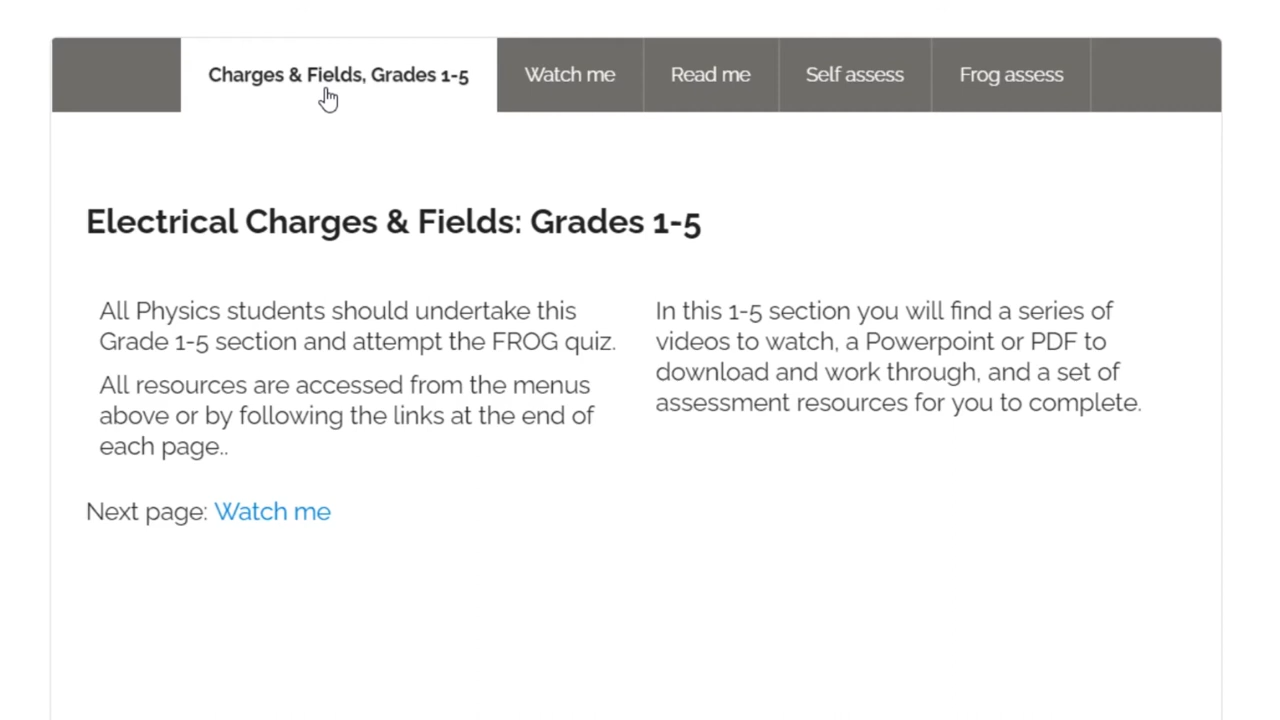 Charges & Fields, Grades 1-5
Watch me
Read me
Self assess
Frog assess
Electrical Charges & Fields: Grades 1-5
All Physics students should undertake this
Grade 1-5 section and attempt the FROG quiz.
All resources are accessed from the menus
above or by following the links at the end of
each page..
In this 1-5 section you will find a series of
videos to watch, a Powerpoint or PDF to
download and work through, and a set of
assessment resources for you to complete.
Next page: Watch me